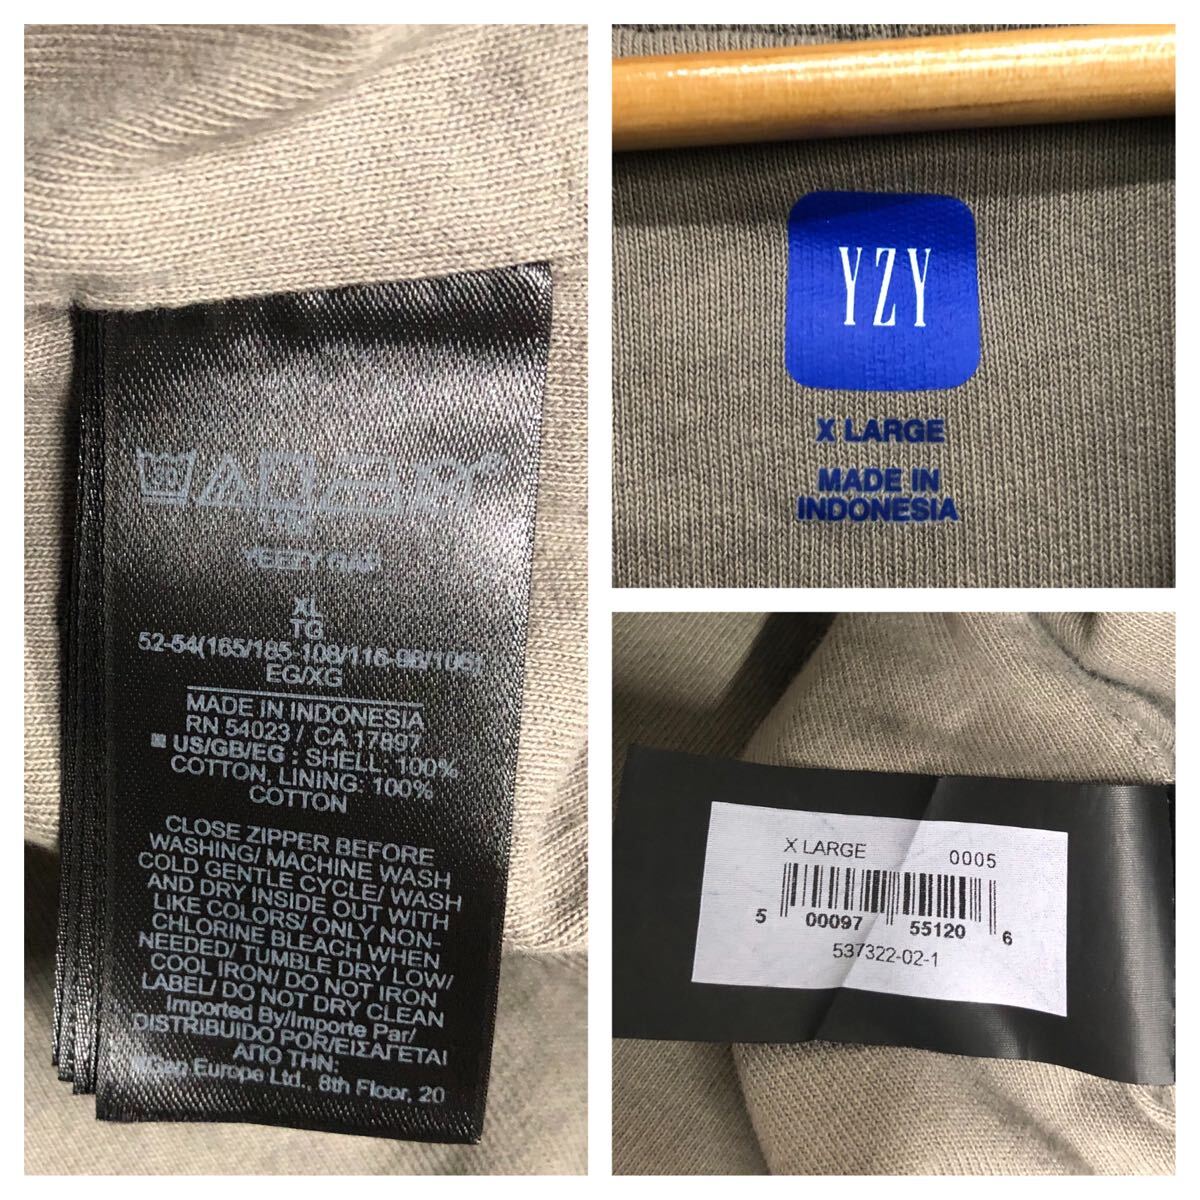 YEEZY GAP
XL
TG
52-54(165/185-108/116-98/106)
EG/XG
MADE IN INDONESIA
RN 54023 / CA 17897
US/GB/EG : SHELL, 100%
COTTON, LINING: 100%
COTTON
CLOSE ZIPPER BEFORE
WASHING/ MACHINE WASH
COLD GENTLE CYCLE/ WASH
AND DRY INSIDE OUT WITH
LIKE COLORS/ ONLY NON-
CHLORINE BLEACH WHEN
NEEDED/ TUMBLE DRY LOW/
COOL IRON/ DO NOT IRON
LABEL/ DO NOT DRY CLEAN
Imported By/Importe Par/
DISTRIBUIDO POR/ΕΙΣΑΓΕΤΑΙ
ΑΠΟ ΤΗΝ:
Gap Europe Ltd., 8th Floor, 20
YZY
X LARGE
MADE IN
INDONESIA
X LARGE 0005
5 00097 55120 6
537322-02-1